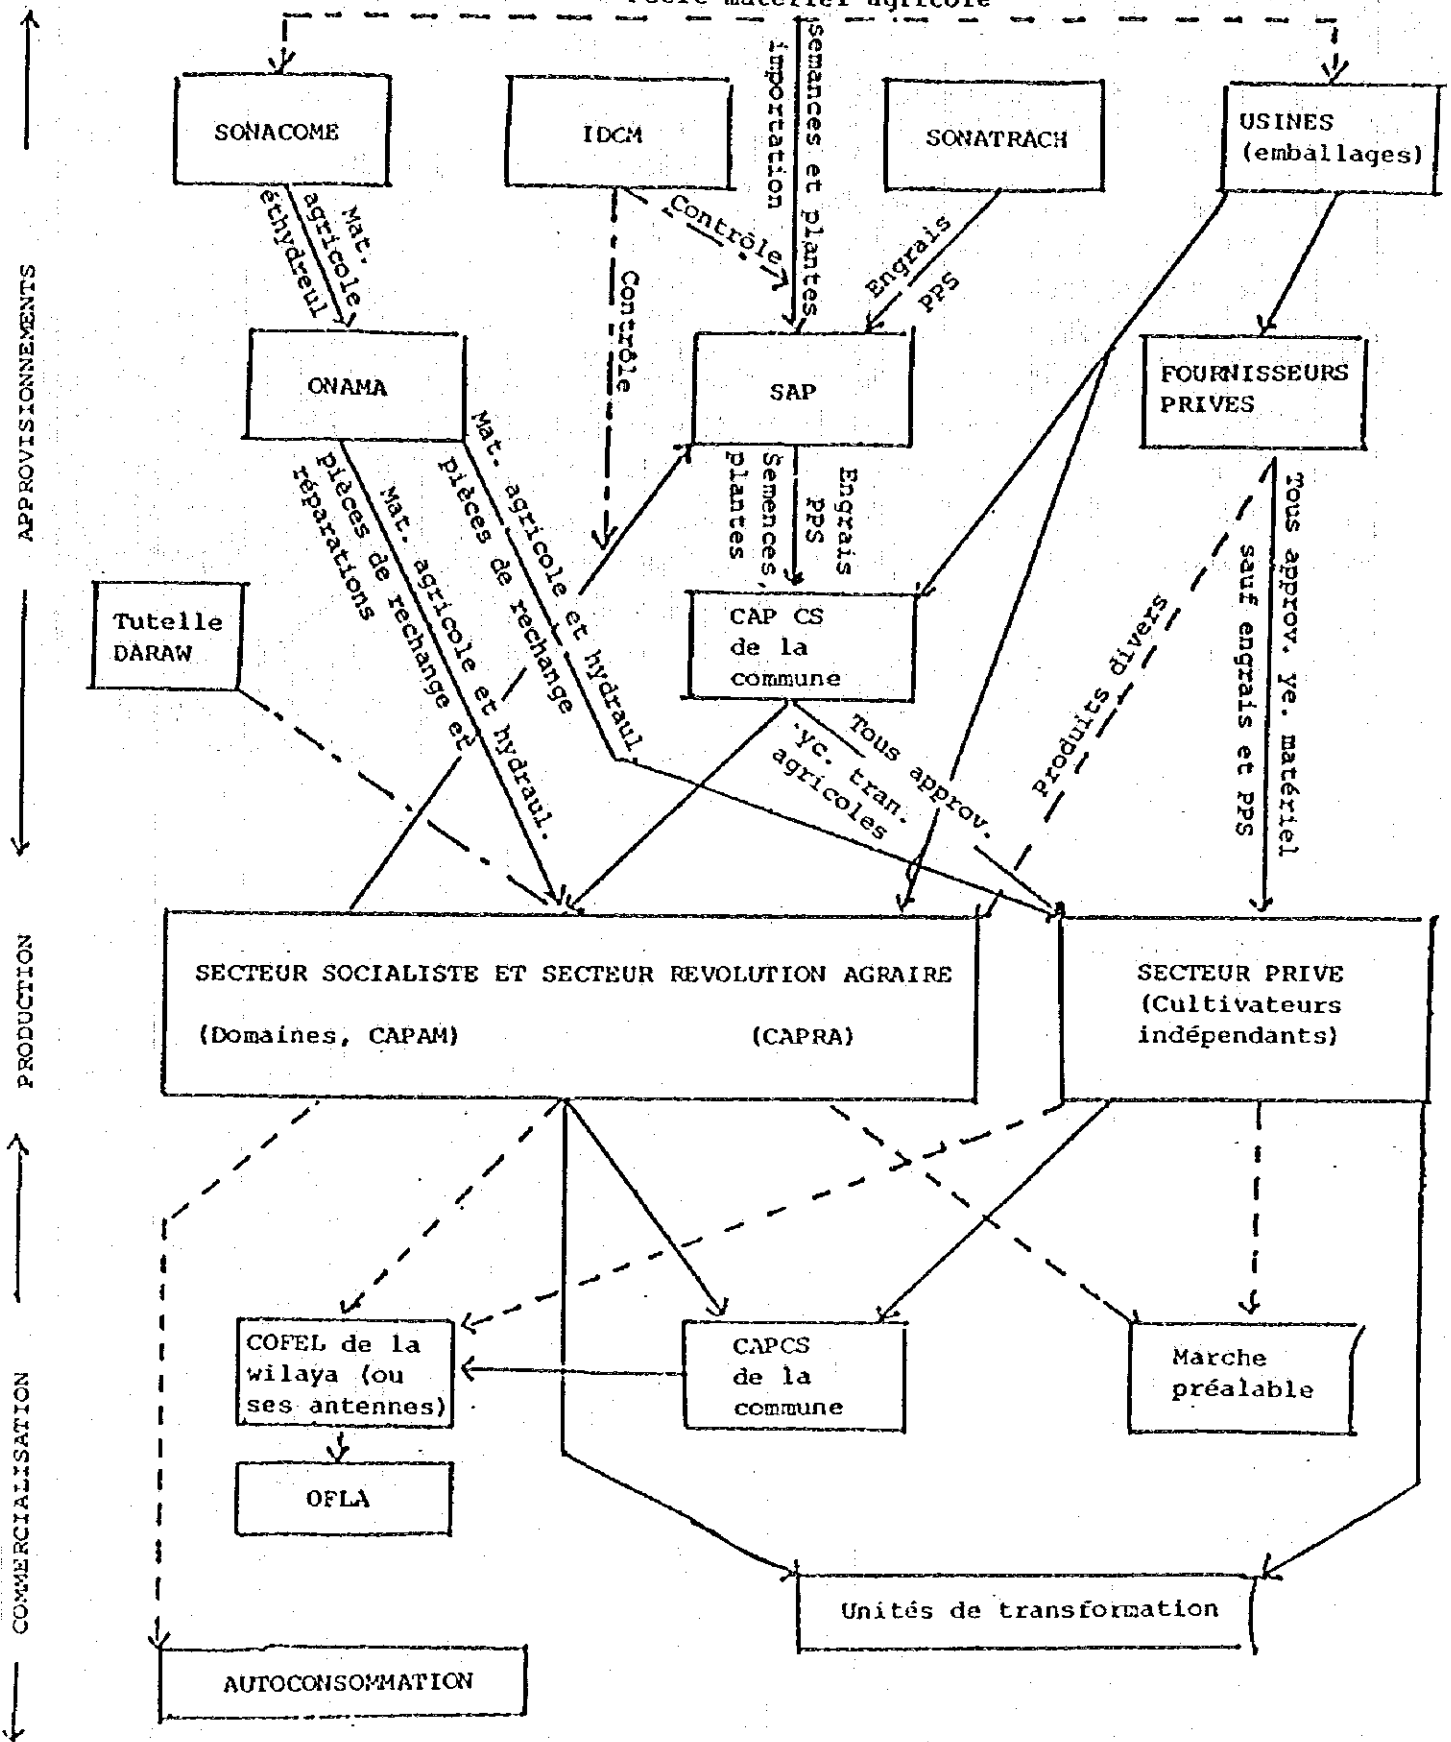 matériel agricole
SONACOME
IDCM
semances et plantes
importation
SONATRACH
USINES
(emballages)
Mat.
agricole
éthydreul
Contrôle
Contrôle
Engrais
PPS
APPROVISIONNEMENTS
ONAMA
SAP
FOURNISSEURS
PRIVES
Mat. agricole et hydraul.
pièces de rechange
Mat. agricole et hydraul.
pièces de rechange et
réparations
Engrais
PPS
Semences,
plantes
Tous approv. ye. matériel
sauf engrais et PPS
Produits divers
Tutelle
DARAW
CAP CS
de la
commune
Tous approv.
yc. tran.
agricoles
PRODUCTION
SECTEUR SOCIALISTE ET SECTEUR REVOLUTION AGRAIRE
(Domaines, CAPAM) (CAPRA)
SECTEUR PRIVE
(Cultivateurs
indépendants)
COMMERCIALISATION
COFEL de la
wilaya (ou
ses antennes)
CAPCS
de la
commune
Marche
préalable
OFLA
Unités de transformation
AUTOCONSOMMATION